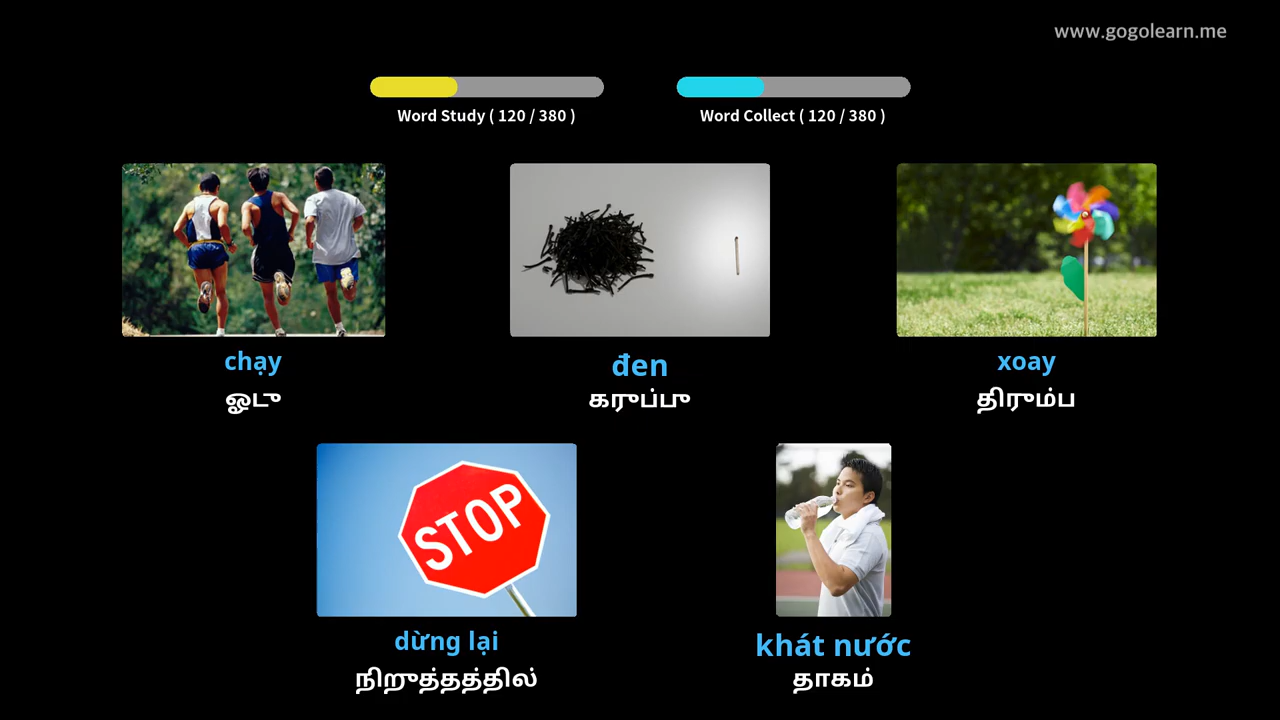 www.gogolearn.me
Word Study ( 120 / 380 )
Word Collect ( 120 / 380 )
chạy
ஓடு
đen
கருப்பு
xoay
திரும்ப
STOP
dừng lại
நிறுத்தத்தில்
khát nước
தாகம்